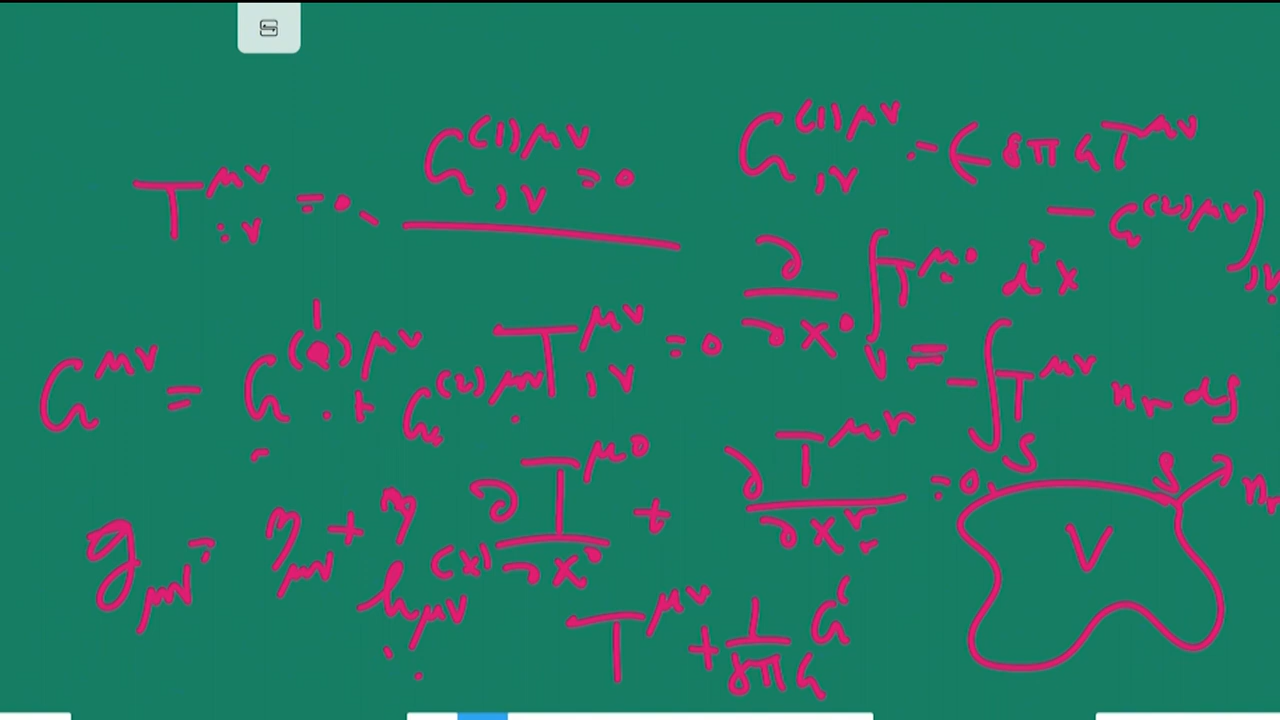 T^{μν}_{:ν} = 0.
G^{(1)μν}_{,ν} = 0
G^{(1)μν}_{,ν} = (8πG T^{μν} - G^{(2)μν})_{,ν}
∂/∂x^0 ∫_V T^{μ0} d^3x
= -∫_S T^{μr} n_r dS
G^{μν} = G^{(1)μν} + G^{(2)μν}
T^{μν}_{,ν} = 0
∂T^{μ0}/∂x^0 + ∂T^{μr}/∂x^r = 0.
g_{μν} = η_{μν} + h_{μν}(x)
T^{μν} + 1/8πG G^(
V
S
n_r